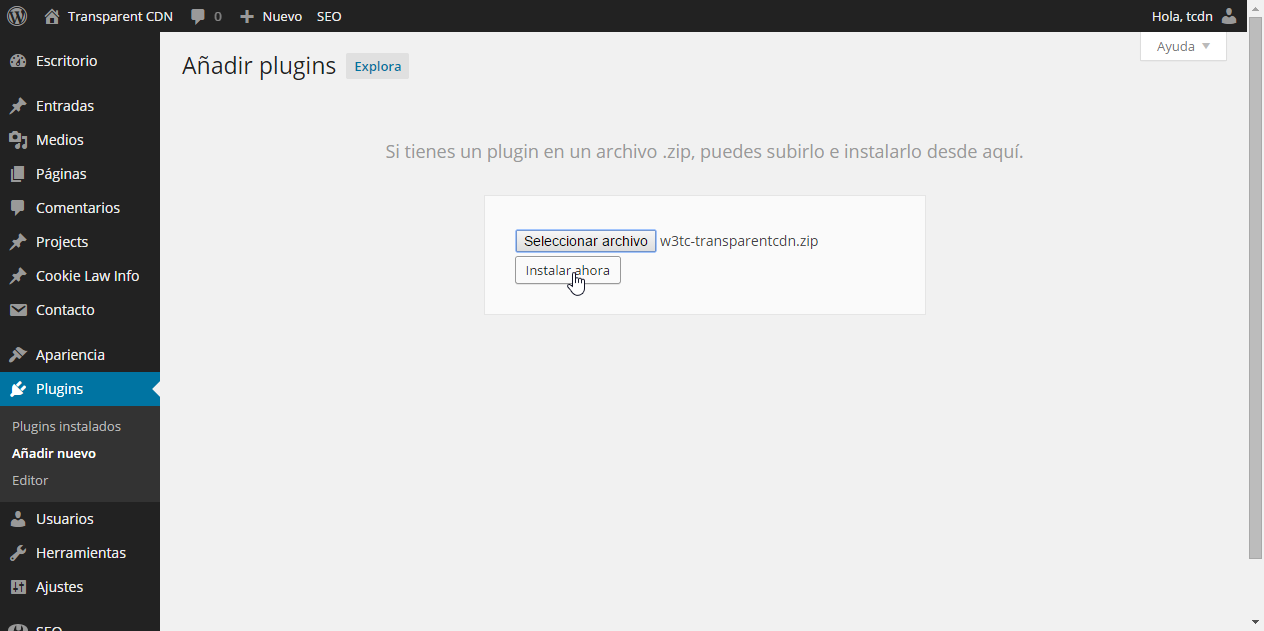 Transparent CDN 0 Nuevo SEO Hola, tcdn
Ayuda
Escritorio
Entradas
Medios
Páginas
Comentarios
Projects
Cookie Law Info
Contacto
Apariencia
Plugins
Plugins instalados
Añadir nuevo
Editor
Usuarios
Herramientas
Ajustes
SEO
Añadir plugins Explora
Si tienes un plugin en un archivo .zip, puedes subirlo e instalarlo desde aquí.
Seleccionar archivo w3tc-transparentcdn.zip
Instalar ahora